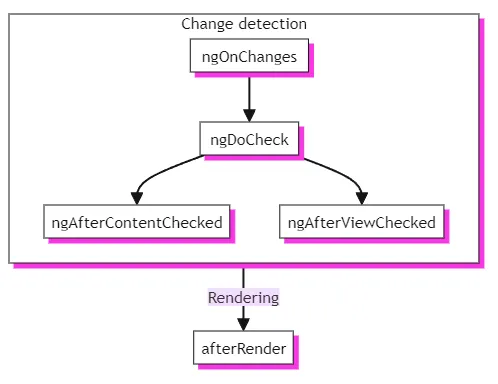 Change detection
ngOnChanges
ngDoCheck
ngAfterContentChecked
ngAfterViewChecked
Rendering
afterRender